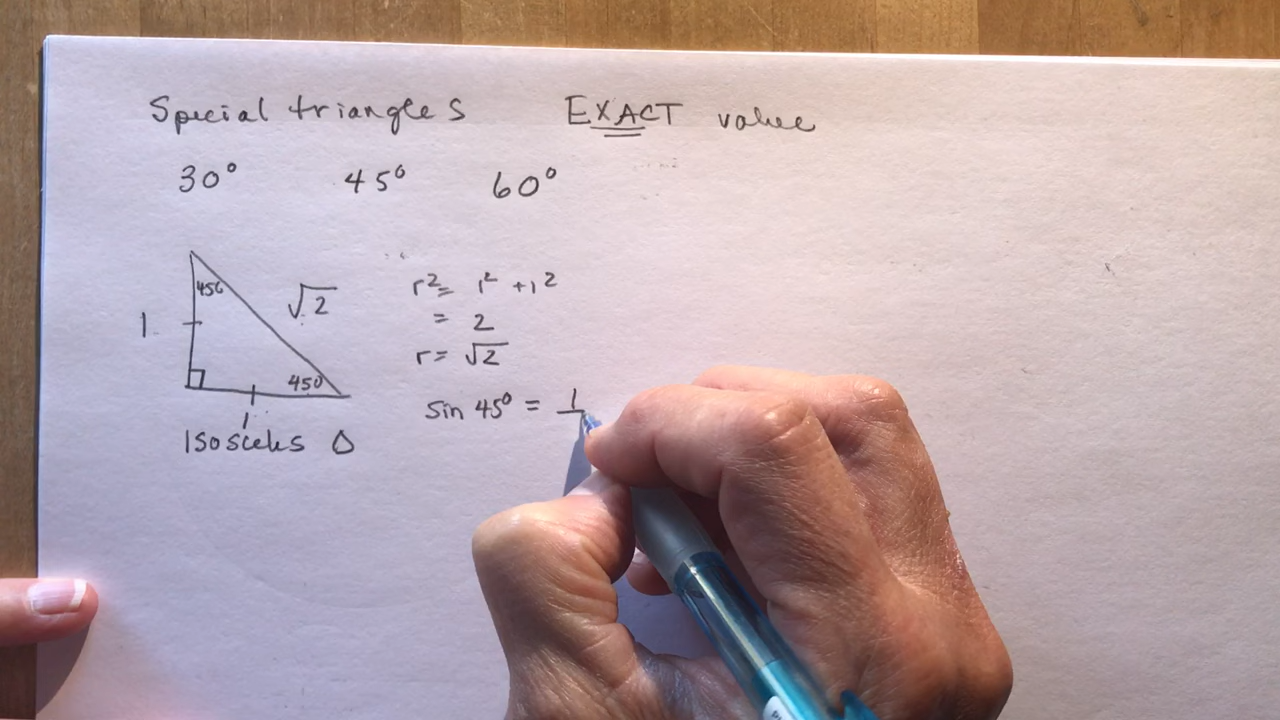 Special triangles EXACT value
30° 45° 60°
45°
1
√2
45°
1
Isosceles Δ
r² = 1² + 1²
= 2
r = √2
sin 45° = 1